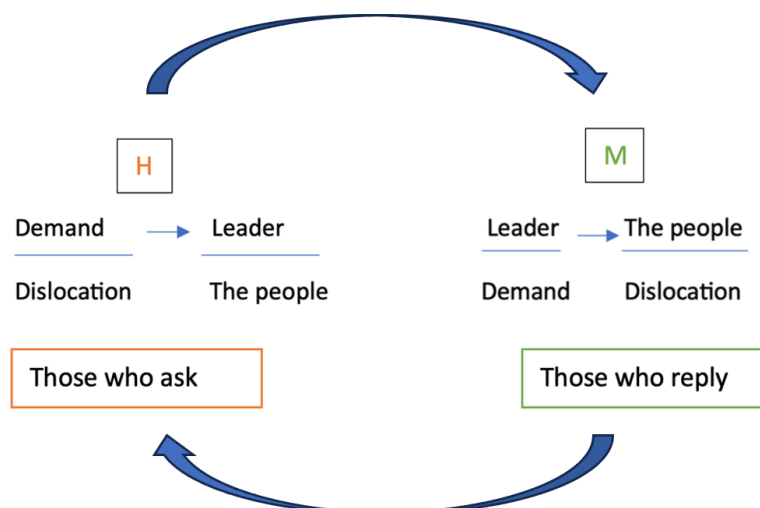 H
M
Demand Leader
Dislocation The people
Leader The people
Demand Dislocation
Those who ask
Those who reply